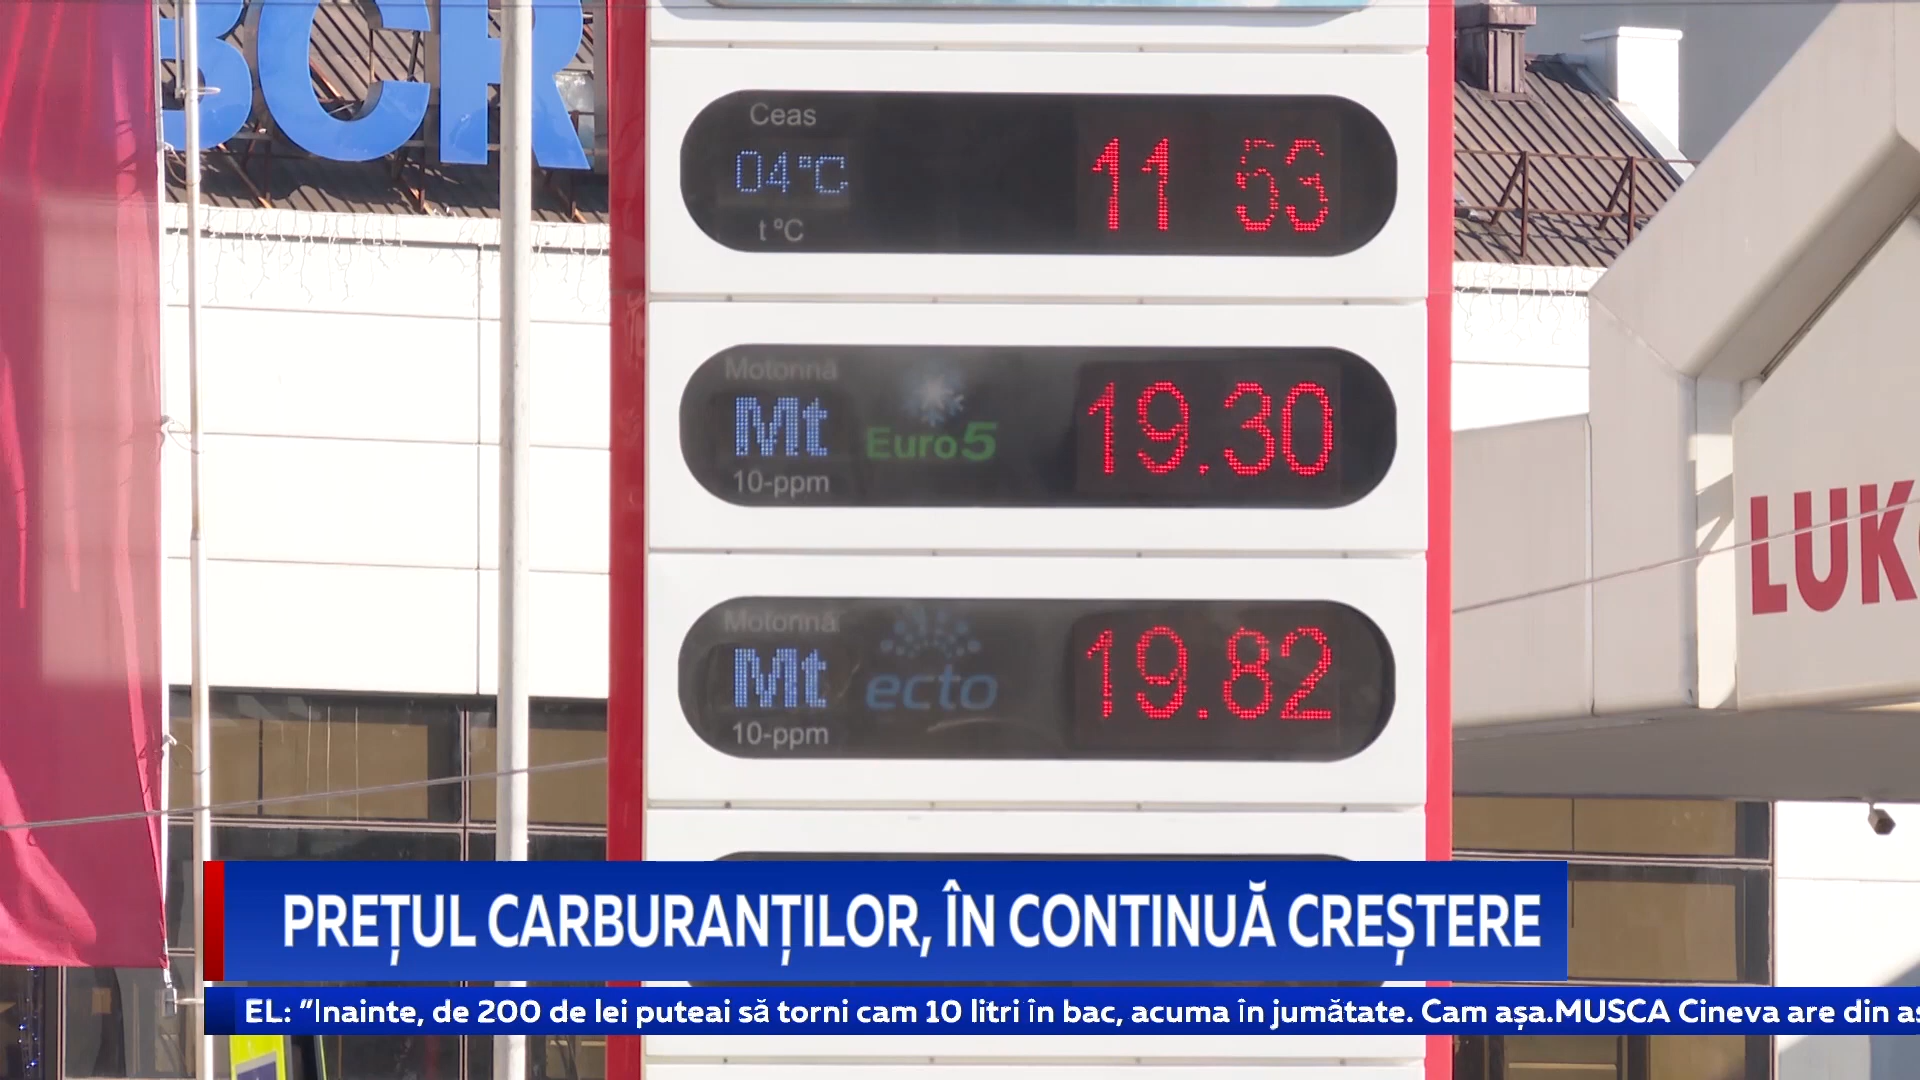 BCR
Ceas
04°C
11 53
t °C
Motorină
Mt
Euro5
10-ppm
19.30
Motorină
Mt
ecto
10-ppm
19.82
LUK
PREȚUL CARBURANȚILOR, ÎN CONTINUĂ CREȘTERE
EL: ”Inainte, de 200 de lei puteai să torni cam 10 litri în bac, acuma în jumătate. Cam așa.MUSCA Cineva are din